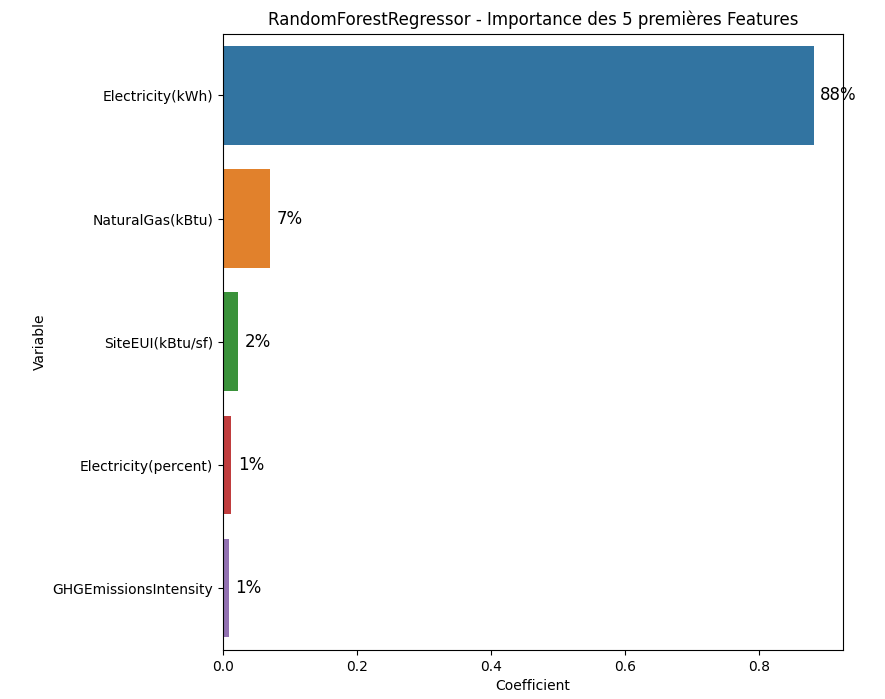 RandomForestRegressor - Importance des 5 premières Features
Variable
Electricity(kWh)
88%
NaturalGas(kBtu)
7%
SiteEUI(kBtu/sf)
2%
Electricity(percent)
1%
GHGEmissionsIntensity
1%
0.0 0.2 0.4 0.6 0.8
Coefficient